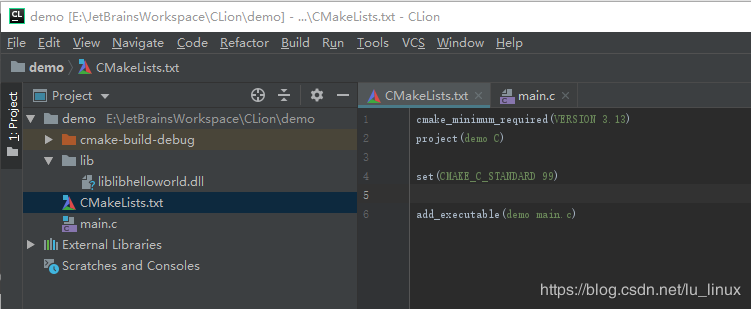 CL demo [E:\JetBrainsWorkspace\CLion\demo] - ...\CMakeLists.txt - CLion
File Edit View Navigate Code Refactor Build Run Tools VCS Window Help
demo CMakeLists.txt
1: Project
Project
demo E:\JetBrainsWorkspace\CLion\demo
cmake-build-debug
lib
liblibhelloworld.dll
CMakeLists.txt
main.c
External Libraries
Scratches and Consoles
CMakeLists.txt main.c
1 cmake_minimum_required(VERSION 3.13)
2 project(demo C)
3
4 set(CMAKE_C_STANDARD 99)
5
6 add_executable(demo main.c)
https://blog.csdn.net/lu_linux